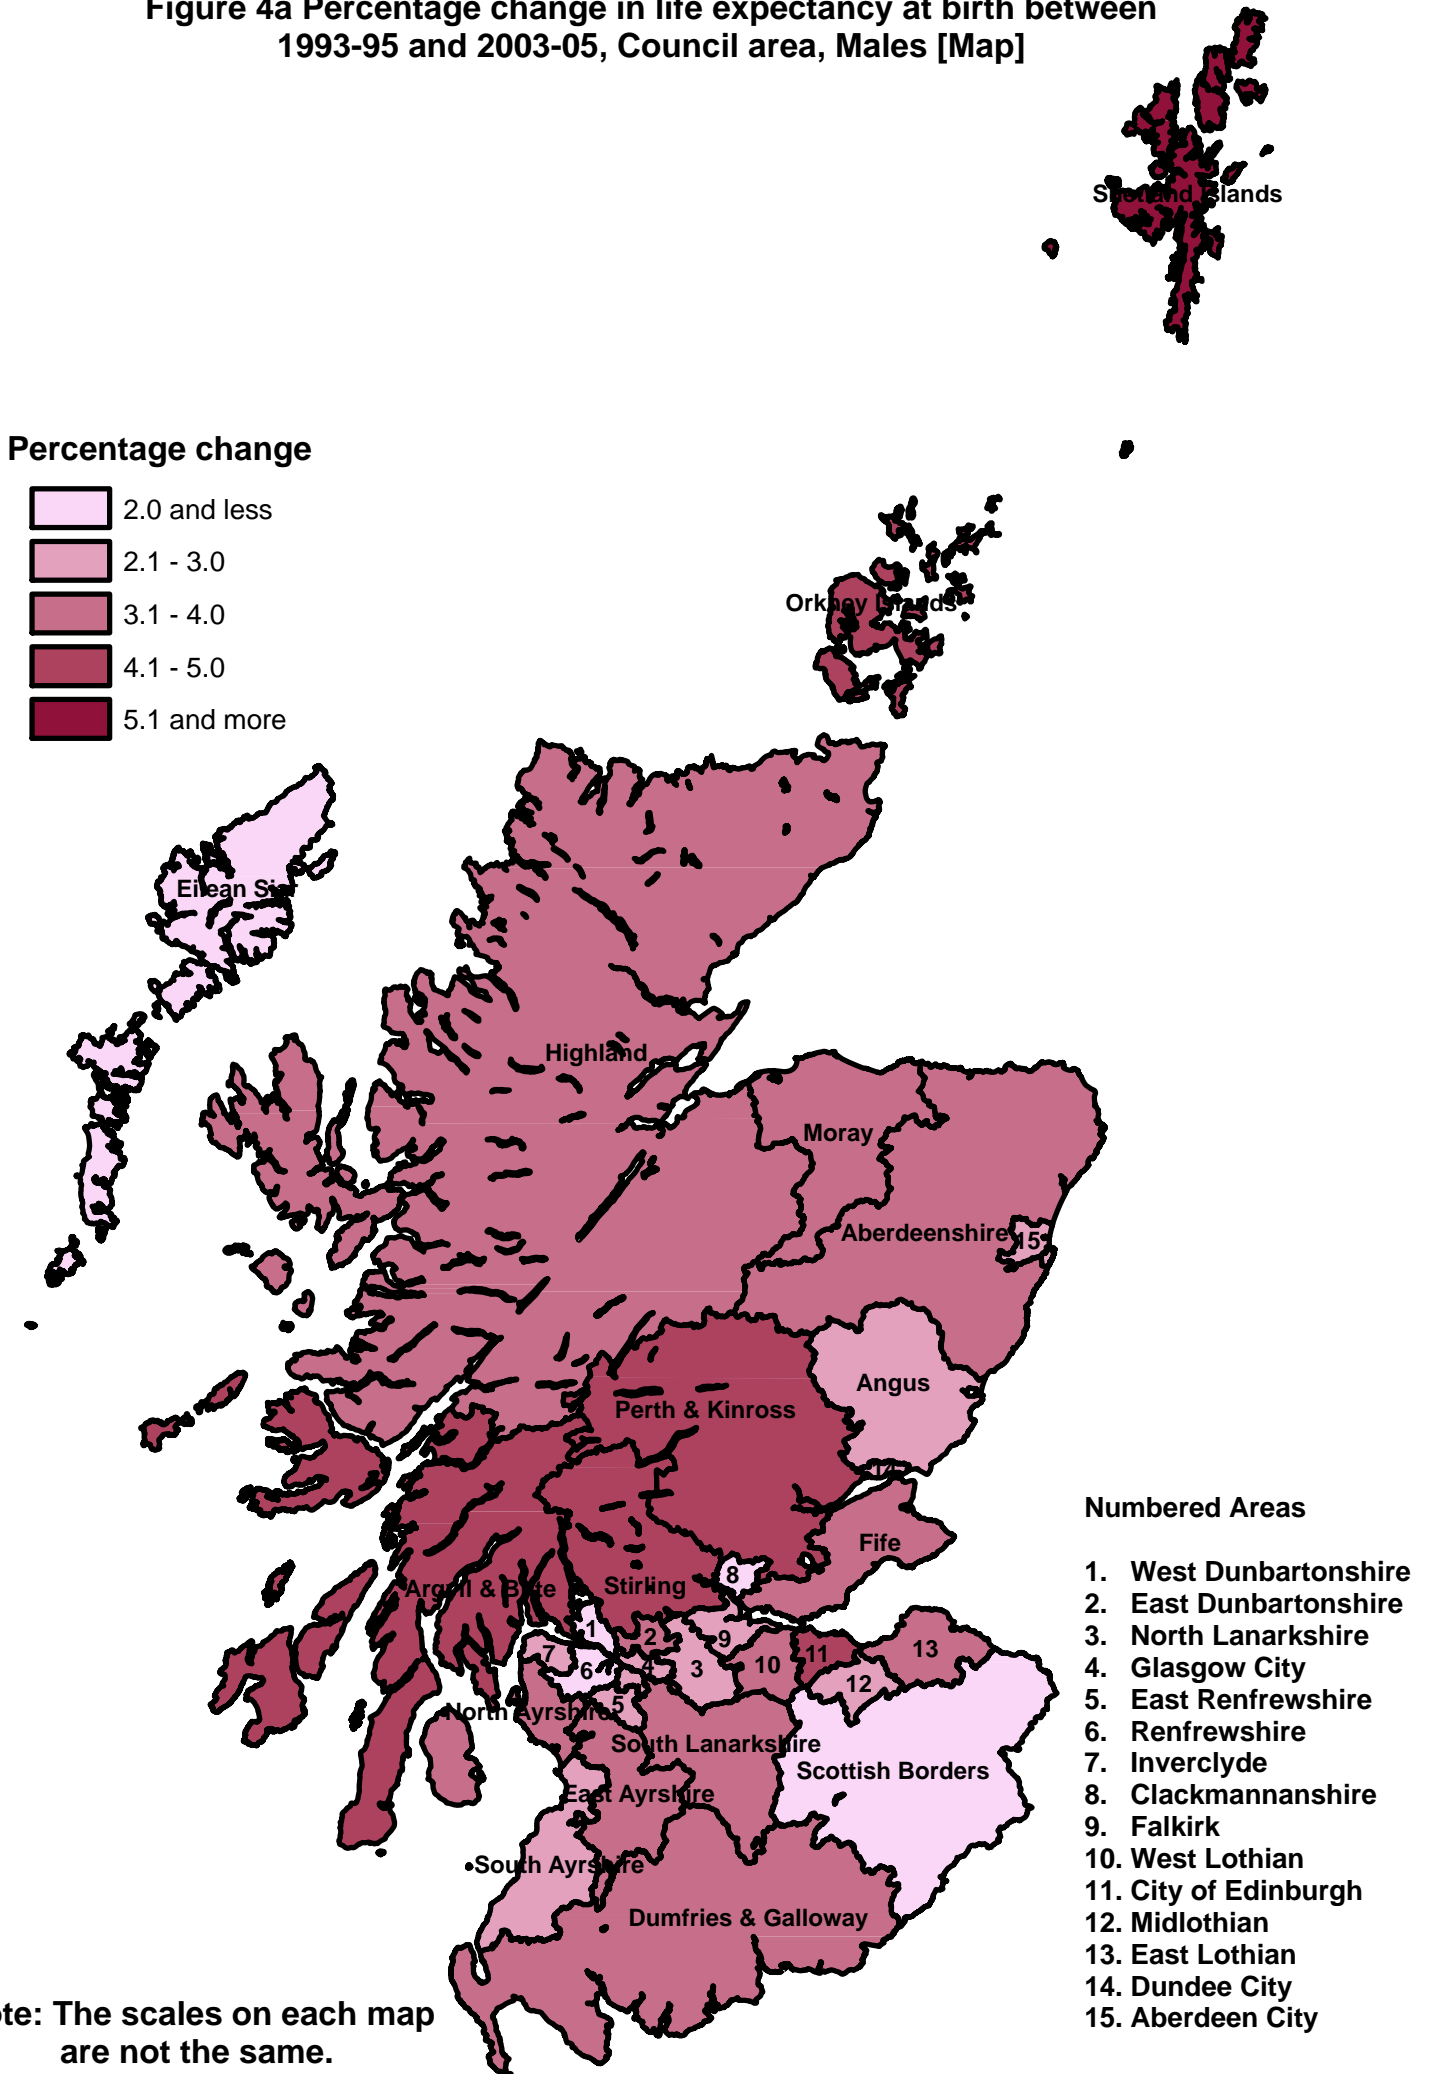 Figure 4a Percentage change in life expectancy at birth between
1993-95 and 2003-05, Council area, Males [Map]
Shetland Islands
Percentage change
2.0 and less
2.1 - 3.0
3.1 - 4.0
4.1 - 5.0
5.1 and more
Orkney Islands
Eilean Siar
Highland
Moray
Aberdeenshire
15
Angus
Perth & Kinross
14
Fife
8
Argyll & Bute
Stirling
1
2
9
11
13
7
6
4
3
10
12
5
North Ayrshire
South Lanarkshire
Scottish Borders
East Ayrshire
South Ayrshire
Dumfries & Galloway
Numbered Areas
1. West Dunbartonshire
2. East Dunbartonshire
3. North Lanarkshire
4. Glasgow City
5. East Renfrewshire
6. Renfrewshire
7. Inverclyde
8. Clackmannanshire
9. Falkirk
10. West Lothian
11. City of Edinburgh
12. Midlothian
13. East Lothian
14. Dundee City
15. Aberdeen City
te: The scales on each map
are not the same.